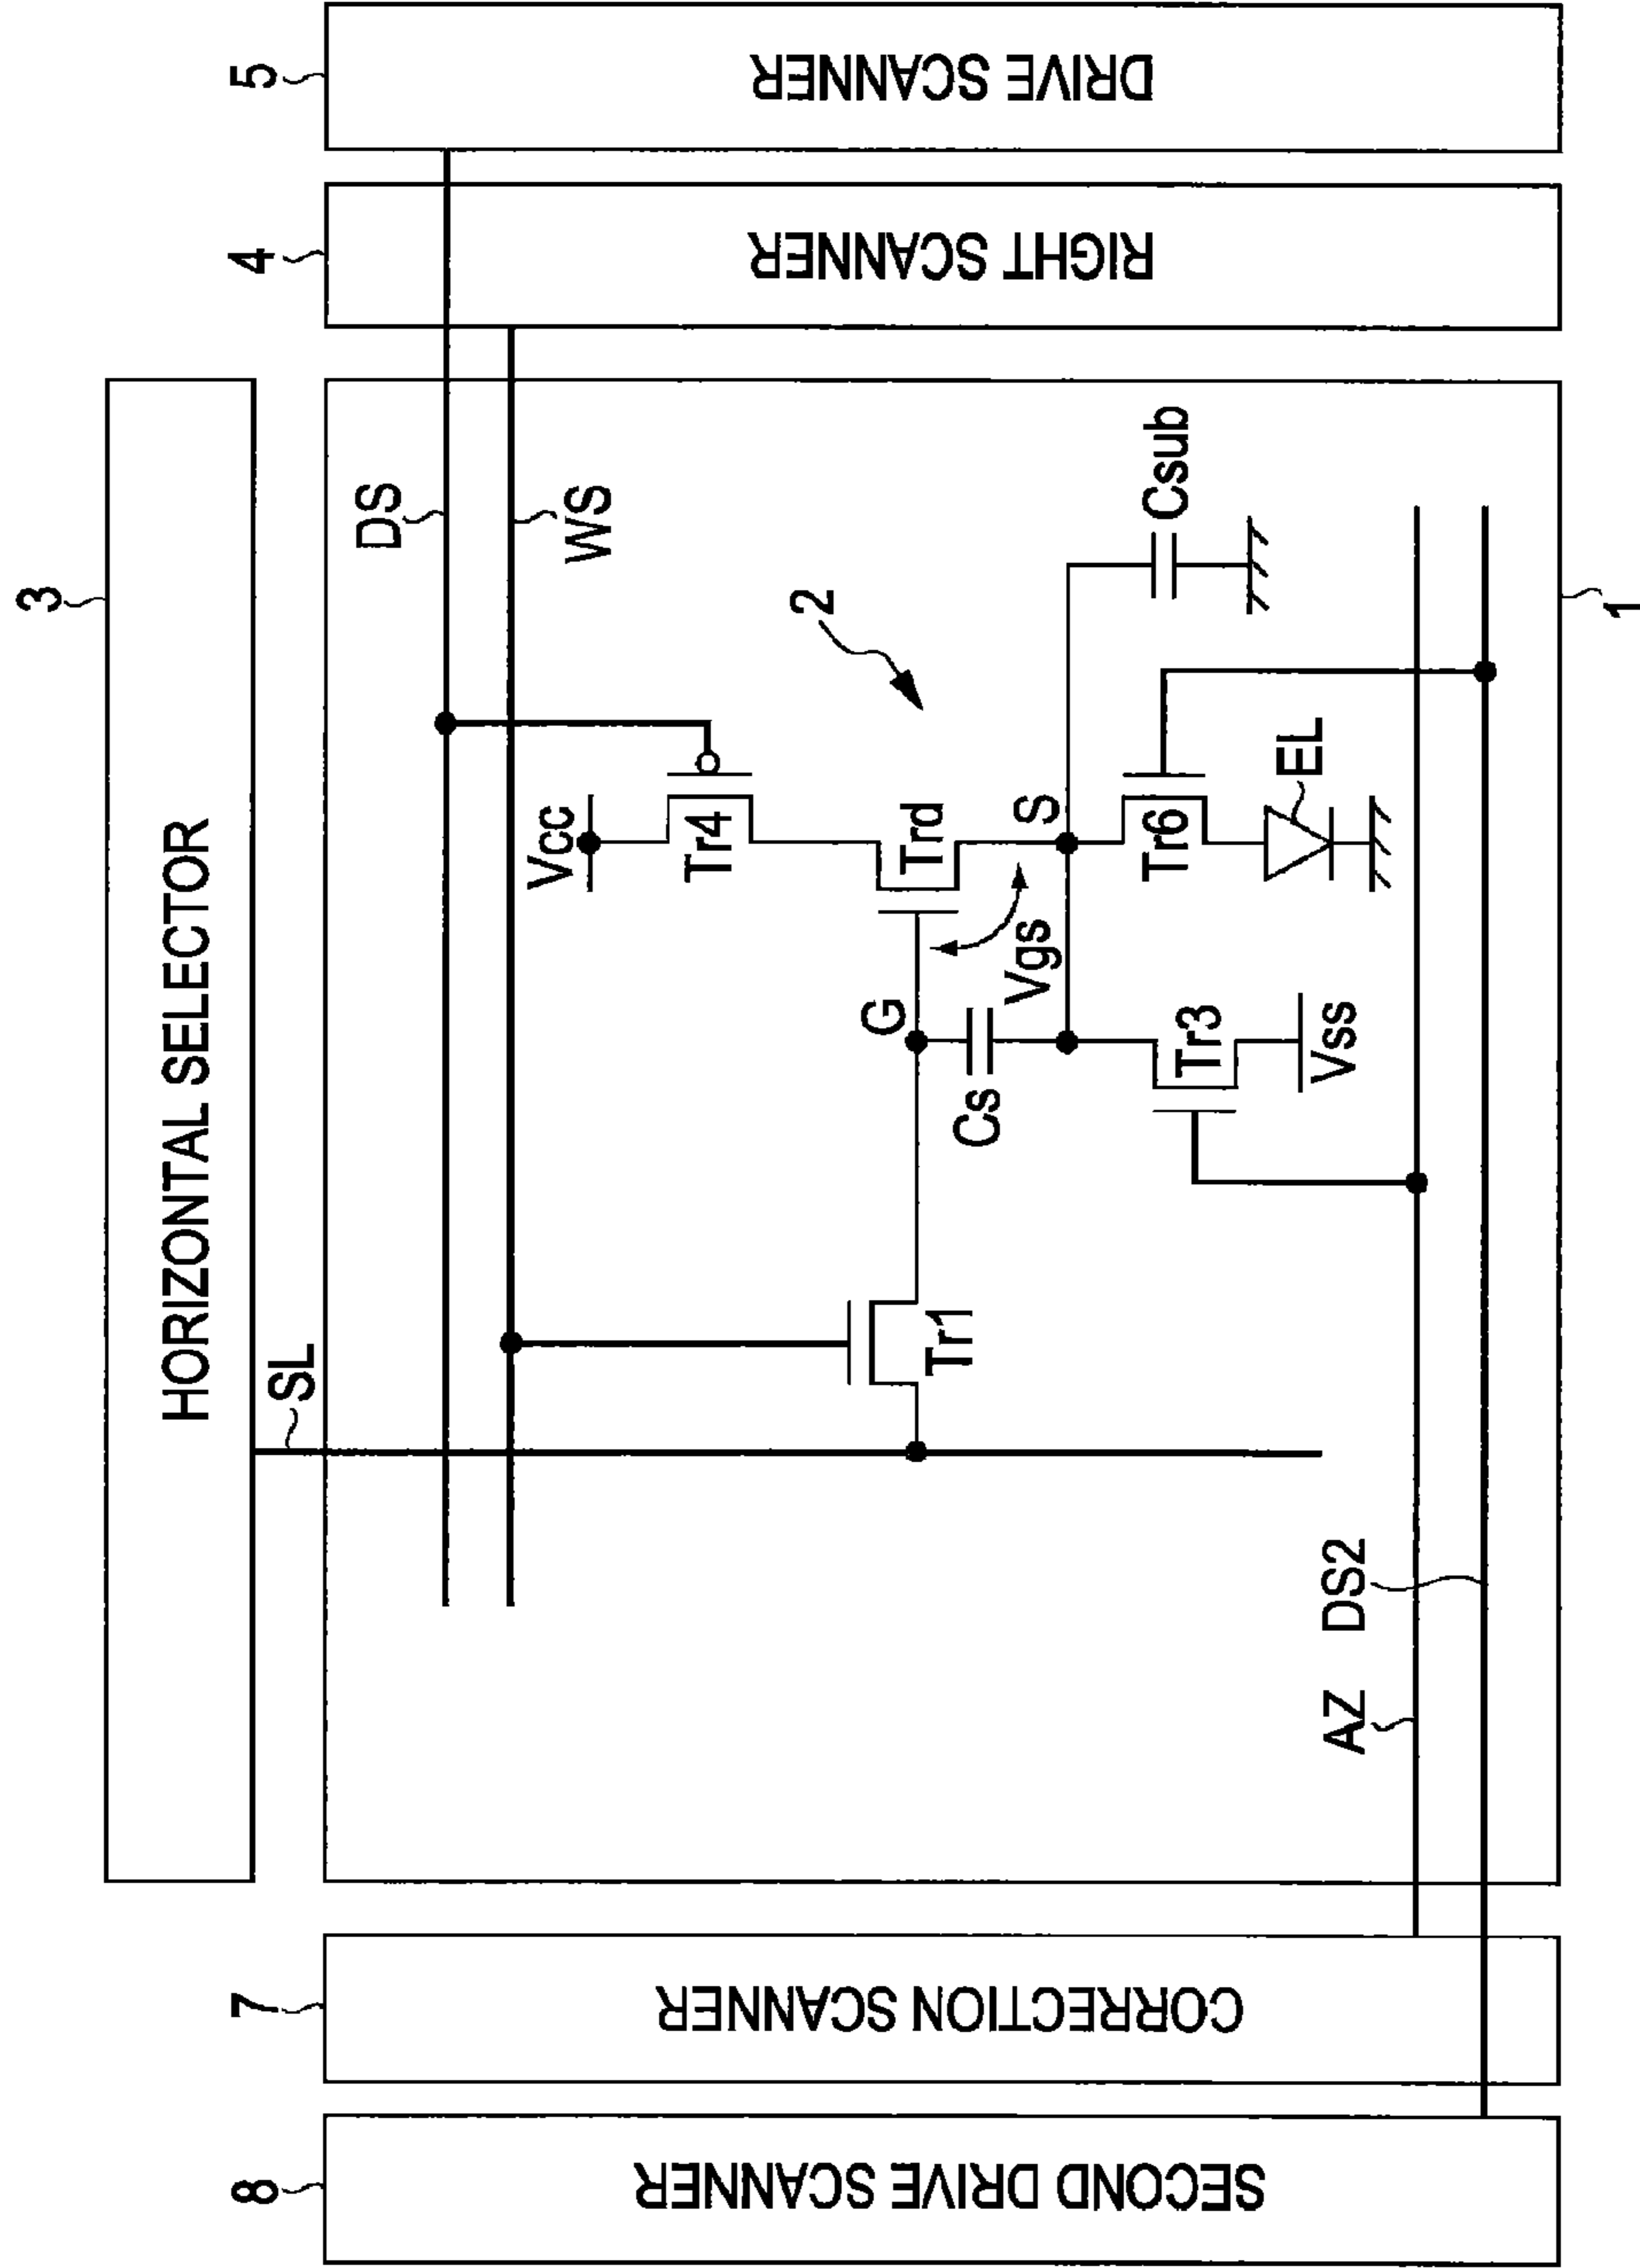 3
HORIZONTAL SELECTOR
8
7
SL
4
5
SECOND DRIVE SCANNER
CORRECTION SCANNER
RIGHT SCANNER
DRIVE SCANNER
DS
WS
Vcc
Tr4
2
G
Trd
Tr1
Cs
Vgs
S
Csub
Tr3
Tr6
EL
Vss
AZ
DS2
1